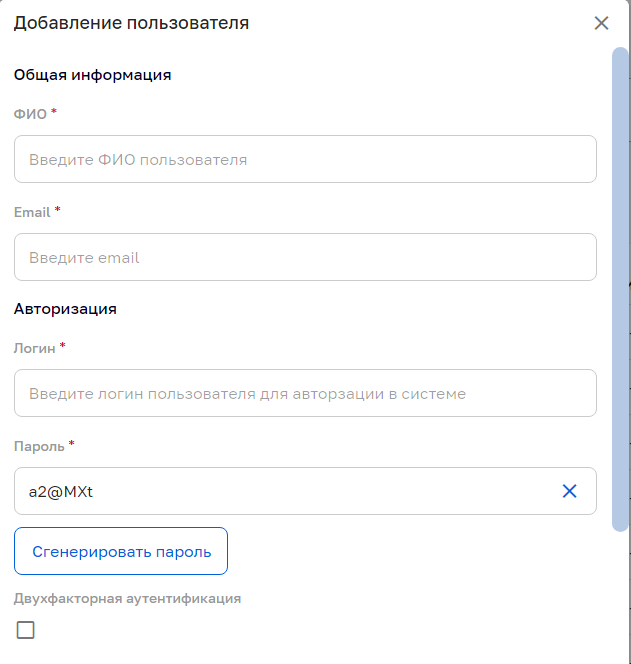 Добавление пользователя
Общая информация
ФИО *
Введите ФИО пользователя
Email *
Введите email
Авторизация
Логин *
Введите логин пользователя для авторзации в системе
Пароль *
a2@MXt
Сгенерировать пароль
Двухфакторная аутентификация